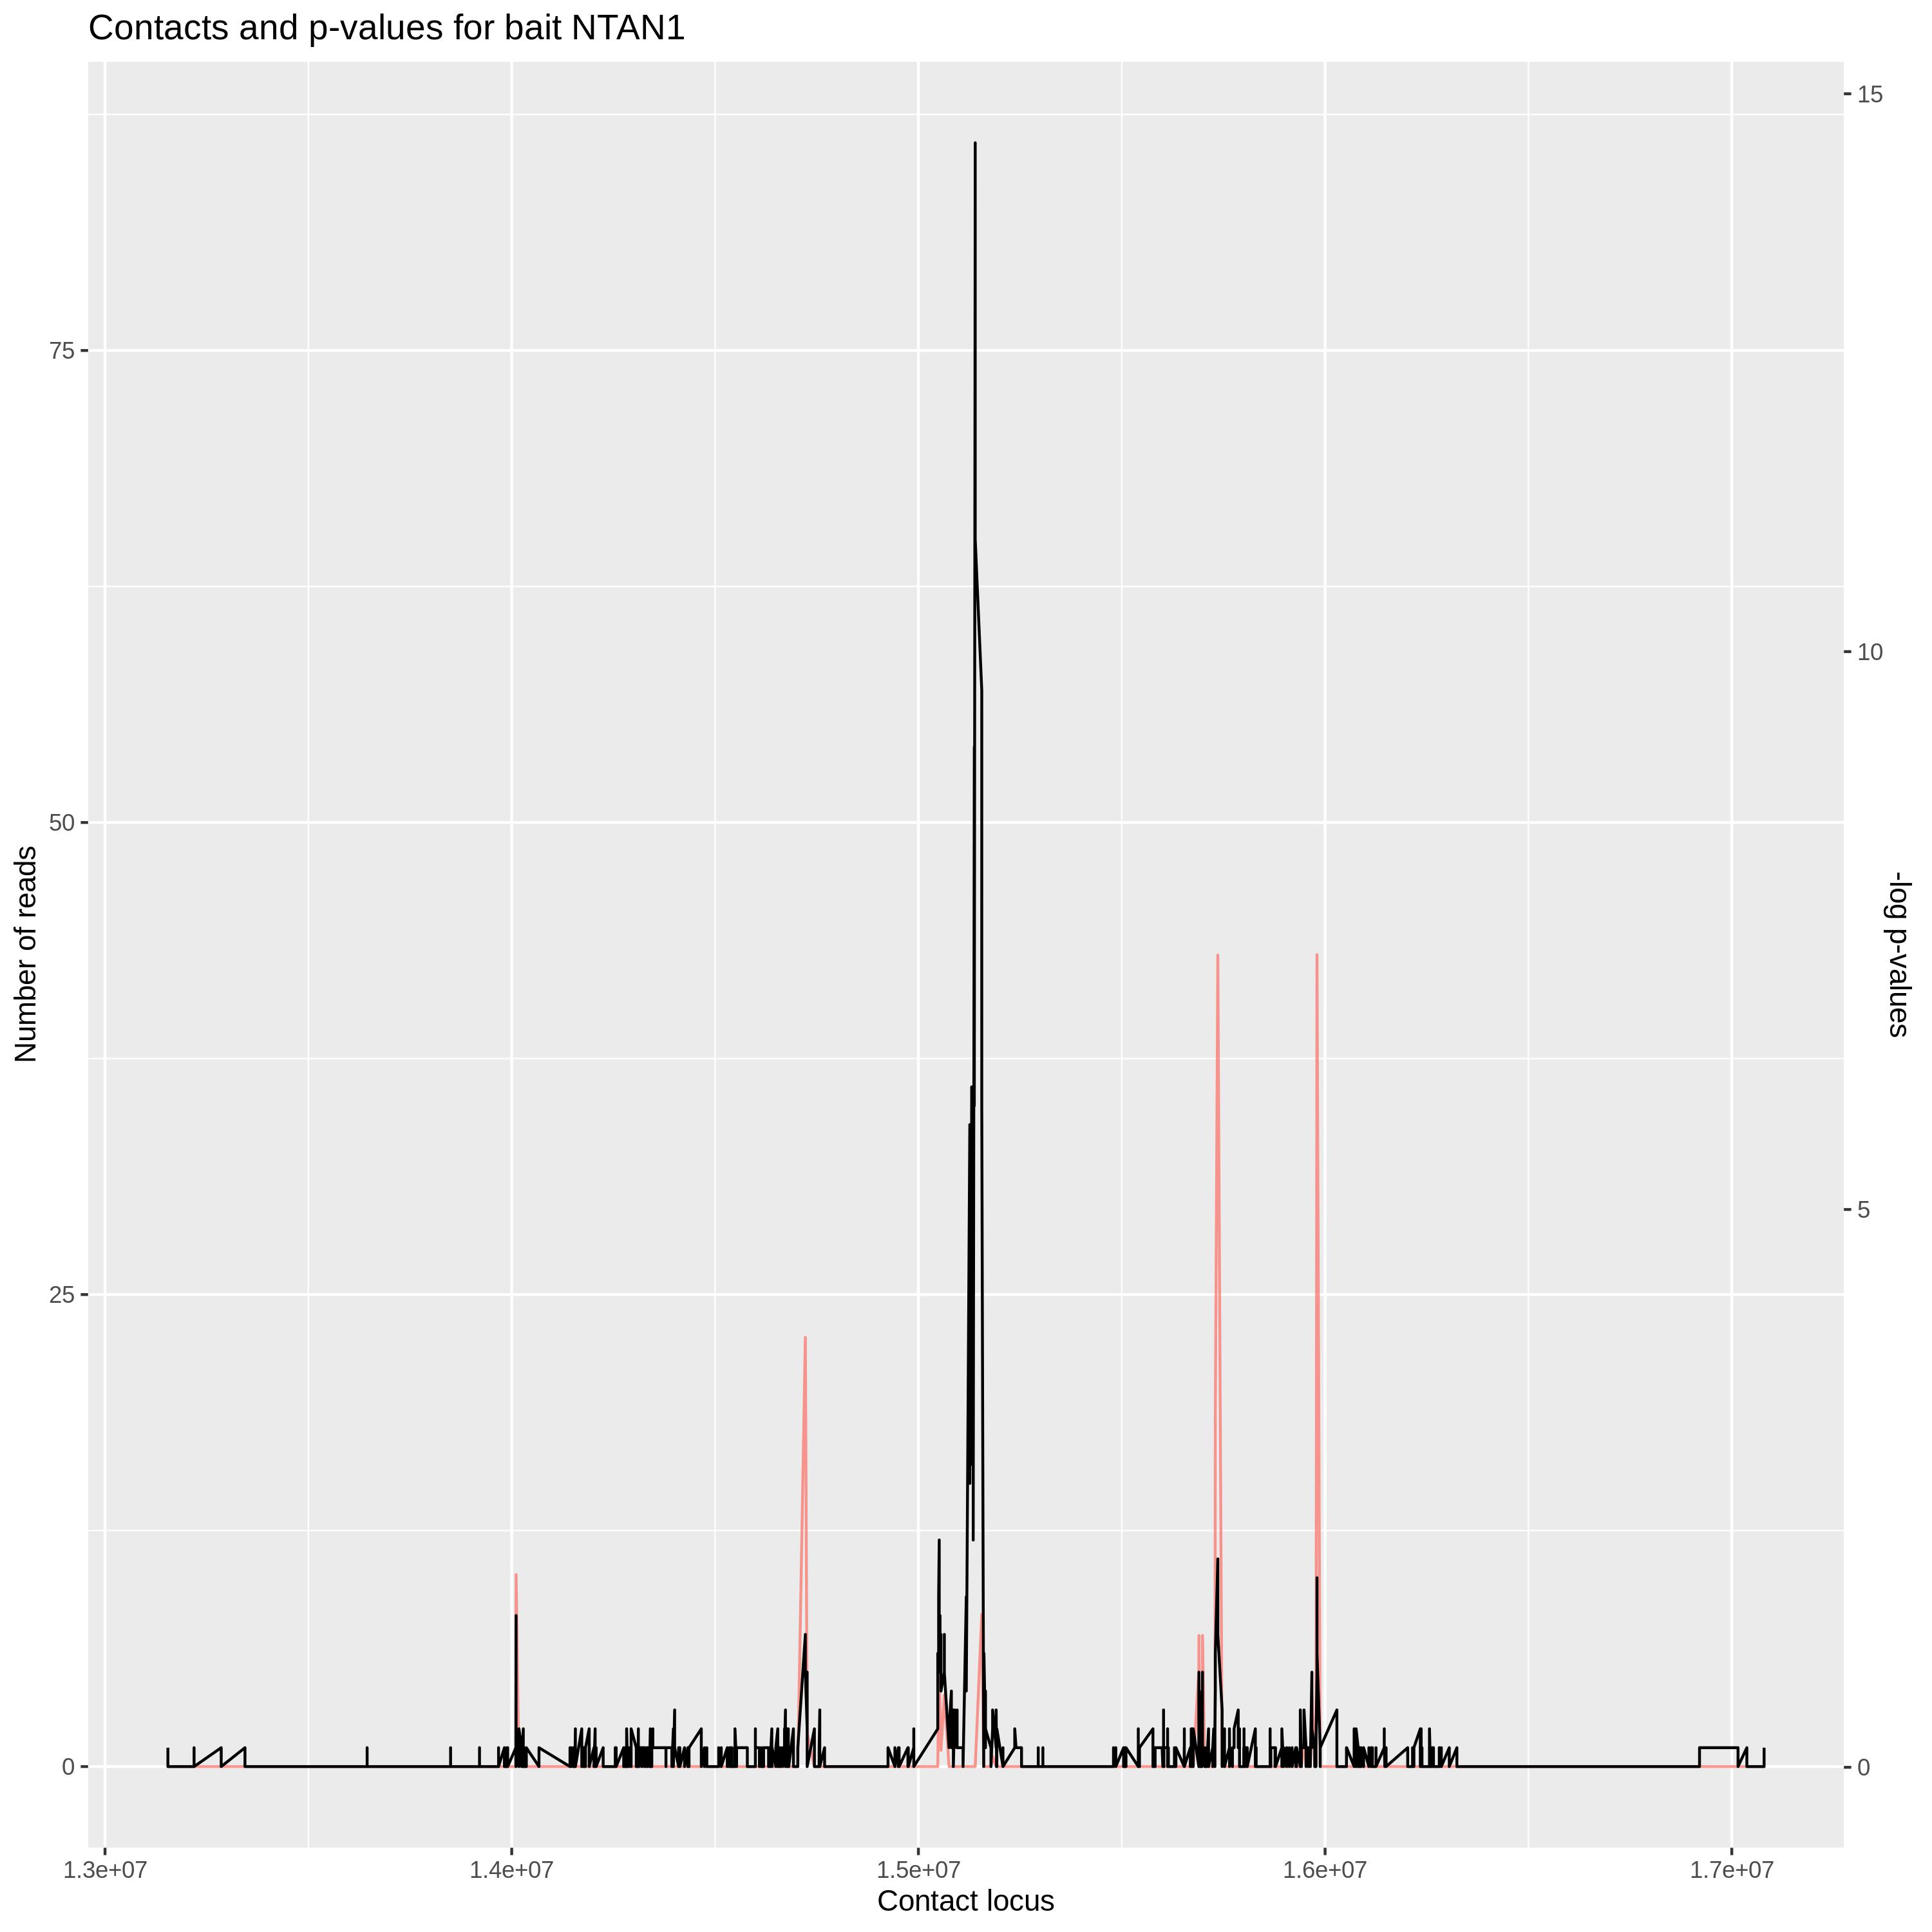 Contacts and p-values for bait NTAN1
Number of reads
75
50
25
0
15
10
5
0
-log p-values
1.3e+07 1.4e+07 1.5e+07 1.6e+07 1.7e+07
Contact locus